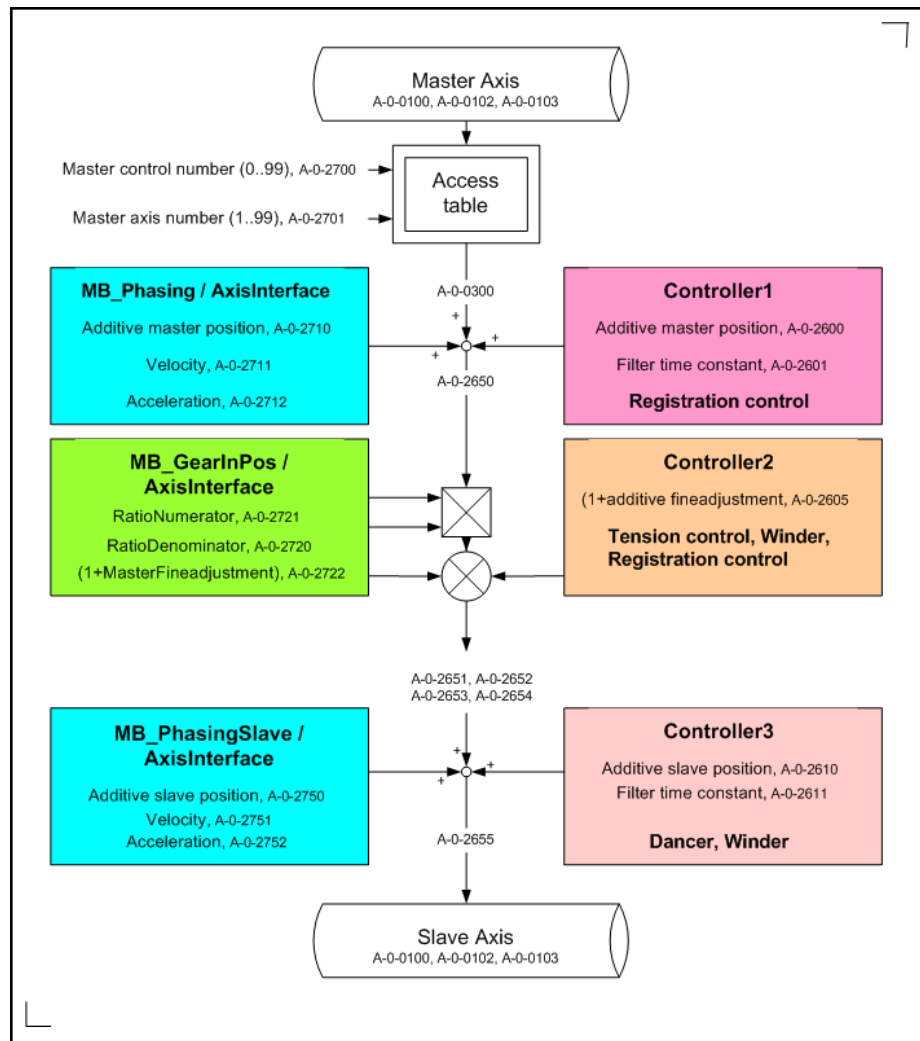 Master Axis
A-0-0100, A-0-0102, A-0-0103
Master control number (0..99), A-0-2700
Master axis number (1..99), A-0-2701
Access
table
A-0-0300
MB_Phasing / AxisInterface
Additive master position, A-0-2710
Velocity, A-0-2711
Acceleration, A-0-2712
+
+
+
Controller1
Additive master position, A-0-2600
Filter time constant, A-0-2601
Registration control
A-0-2650
MB_GearInPos /
AxisInterface
RatioNumerator, A-0-2721
RatioDenominator, A-0-2720
(1+MasterFineadjustment), A-0-2722
Controller2
(1+additive fineadjustment, A-0-2605
Tension control, Winder,
Registration control
A-0-2651, A-0-2652
A-0-2653, A-0-2654
MB_PhasingSlave /
AxisInterface
Additive slave position, A-0-2750
Velocity, A-0-2751
Acceleration, A-0-2752
+
+
+
Controller3
Additive slave position, A-0-2610
Filter time constant, A-0-2611
Dancer, Winder
A-0-2655
Slave Axis
A-0-0100, A-0-0102, A-0-0103